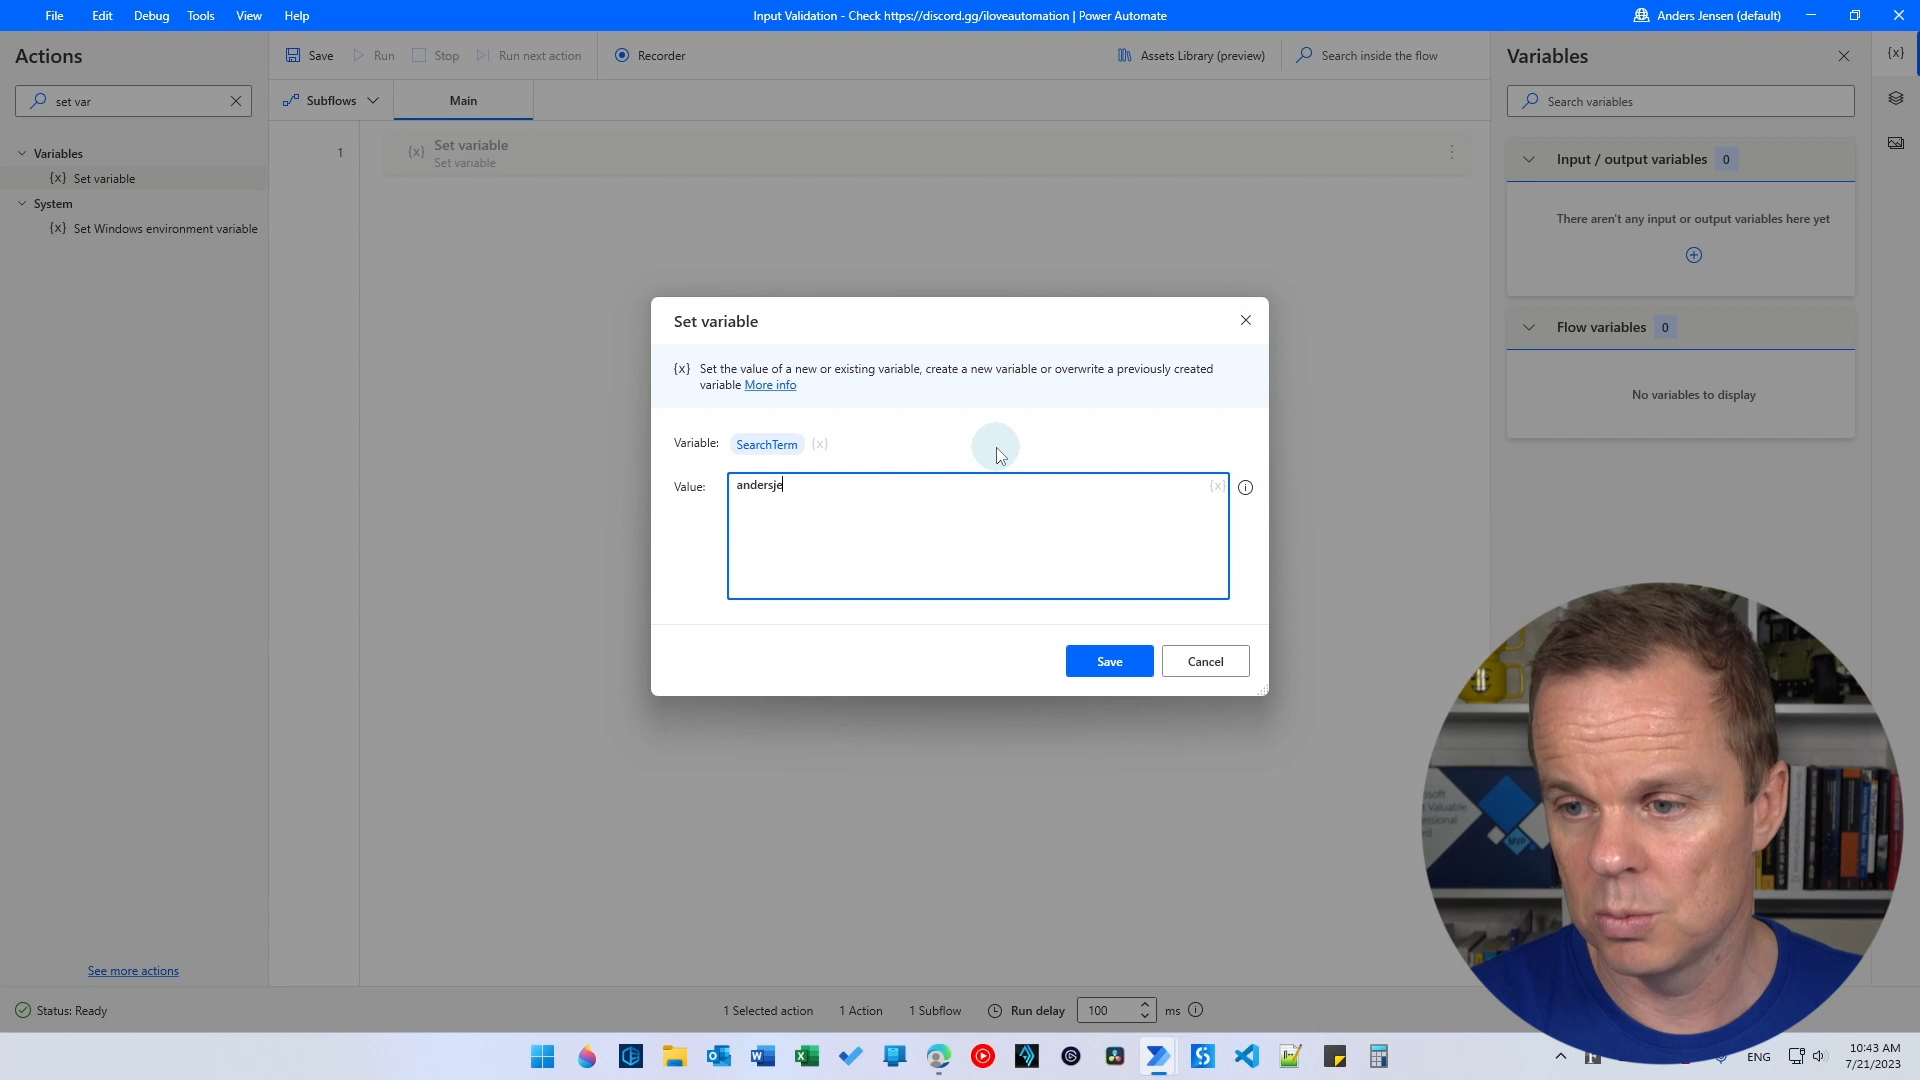 File Edit Debug Tools View Help
Input Validation - Check https://discord.gg/iloveautomation | Power Automate
Anders Jensen (default)
Actions
set var
Variables
{x} Set variable
System
{x} Set Windows environment variable
See more actions
Save Run Stop Run next action Recorder
Assets Library (preview) Search inside the flow
Subflows Main
1
{x} Set variable
Set variable
Set variable
{x} Set the value of a new or existing variable, create a new variable or overwrite a previously created
variable More info
Variable: SearchTerm {x}
Value: andersje {x}
Save Cancel
Variables
{x}
Search variables
Input / output variables 0
There aren't any input or output variables here yet
Flow variables 0
No variables to display
MVP
Status: Ready
1 Selected action 1 Action 1 Subflow Run delay 100 ms
ENG
10:43 AM
7/21/2023